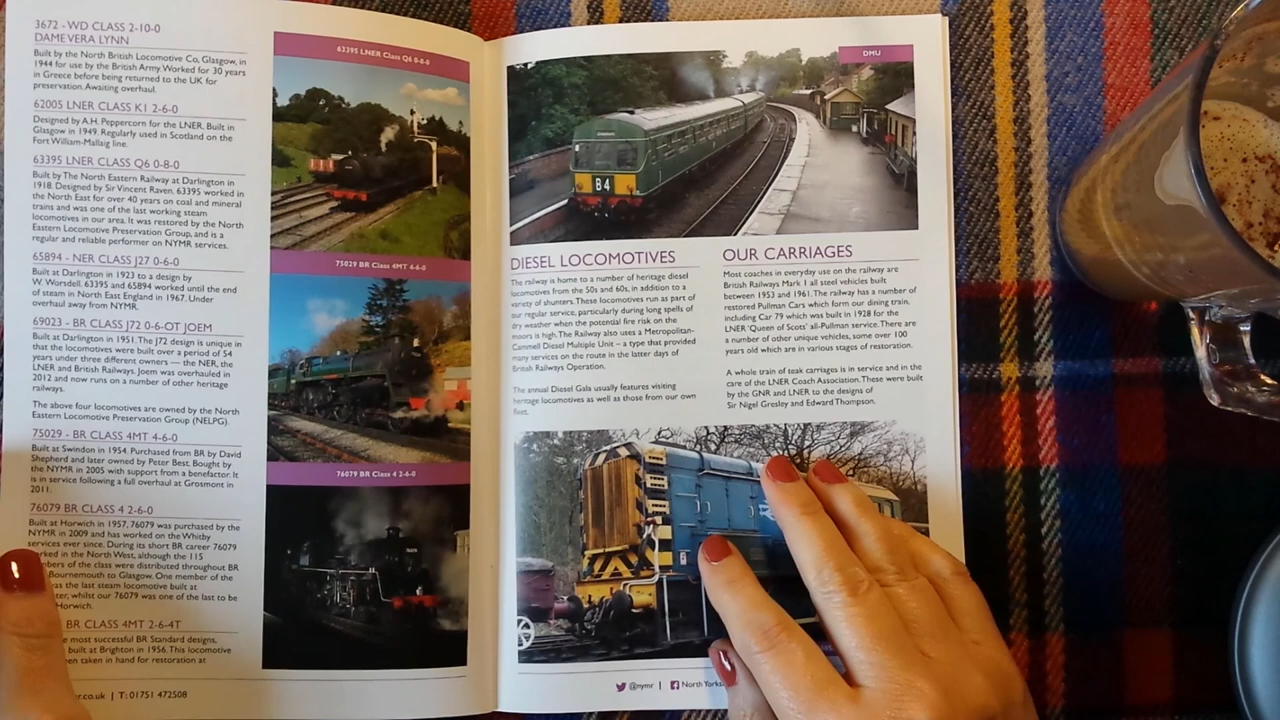 3672 - WD CLASS 2-10-0
DAME VERA LYNN
Built by the North British Locomotive Co, Glasgow, in
1944 for use by the British Army. Worked for 30 years
in Greece before being returned to the UK for
preservation. Awaiting overhaul.
62005 LNER CLASS K1 2-6-0
Designed by A.H. Peppercorn for the LNER. Built in
Glasgow in 1949. Regularly used in Scotland on the
Fort William-Mallaig line.
63395 LNER CLASS Q6 0-8-0
Built by The North Eastern Railway at Darlington in
1918. Designed by Sir Vincent Raven, 63395 worked in
the North East for over 40 years on coal and mineral
trains and was one of the last working steam
locomotives in our area. It was restored by the North
Eastern Locomotive Preservation Group, and is a
regular and reliable performer on NYMR services.
65894 - NER CLASS J27 0-6-0
Built at Darlington in 1923 to a design by
W. Worsdell. 63395 and 65894 worked until the end
of steam in North East England in 1967. Under
overhaul away from NYMR.
69023 - BR CLASS J72 0-6-OT JOEM
Built at Darlington in 1951. The J72 design is unique in
that the locomotives were built over a period of 54
years under three different owners — the NER, the
LNER and British Railways. Joem was overhauled in
2012 and now runs on a number of other heritage
railways.
The above four locomotives are owned by the North
Eastern Locomotive Preservation Group (NELPG).
75029 - BR CLASS 4MT 4-6-0
Built at Swindon in 1954. Purchased from BR by David
Shepherd and later owned by Peter Best. Bought by
the NYMR in 2005 with support from a benefactor. It
is in service following a full overhaul at Grosmont in
2011.
76079 BR CLASS 4 2-6-0
Built at Horwich in 1957, 76079 was purchased by the
NYMR in 2009 and has worked on the Whitby
services ever since. During its short BR career 76079
worked in the North West, although the 115
members of the class were distributed throughout BR
Bournemouth to Glasgow. One member of the
was the last steam locomotive built at
whilst our 76079 was one of the last to be
Horwich.
BR CLASS 4MT 2-6-4T
most successful BR Standard designs,
built at Brighton in 1956. This locomotive
been taken in hand for restoration at
.co.uk | T: 01751 472508
63395 LNER Class Q6 0-8-0
75029 BR Class 4MT 4-6-0
76079 BR Class 4 2-6-0
DMU
B4
DIESEL LOCOMOTIVES
The railway is home to a number of heritage diesel
locomotives from the 50s and 60s, in addition to a
variety of shunters. These locomotives run as part of
our regular service, particularly during long spells of
dry weather when the potential fire risk on the
moors is high. The Railway also uses a Metropolitan-
Cammell Diesel Multiple Unit – a type that provided
many services on the route in the latter days of
British Railways Operation.
The annual Diesel Gala usually features visiting
heritage locomotives as well as those from our own
fleet.
OUR CARRIAGES
Most coaches in everyday use on the railway are
British Railways Mark 1 all steel vehicles built
between 1953 and 1961. The railway has a number of
restored Pullman Cars which form our dining train,
including Car 79 which was built in 1928 for the
LNER 'Queen of Scots' all-Pullman service. There are
a number of other unique vehicles, some over 100
years old which are in various stages of restoration.
A whole train of teak carriages is in service and in the
care of the LNER Coach Association. These were built
by the GNR and LNER to the designs of
Sir Nigel Gresley and Edward Thompson.
@nymr | North Yorks